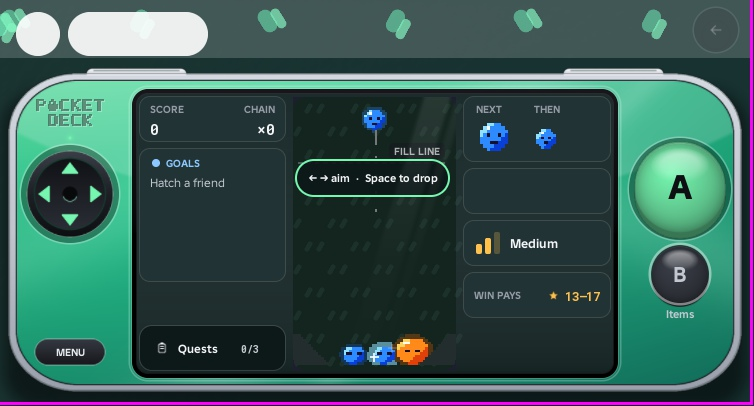 POCKET
DECK
SCORE
CHAIN
0
×0
GOALS
Hatch a friend
Quests
0/3
FILL LINE
←→ aim · Space to drop
NEXT
THEN
Medium
WIN PAYS
★ 13–17
A
B
Items
MENU